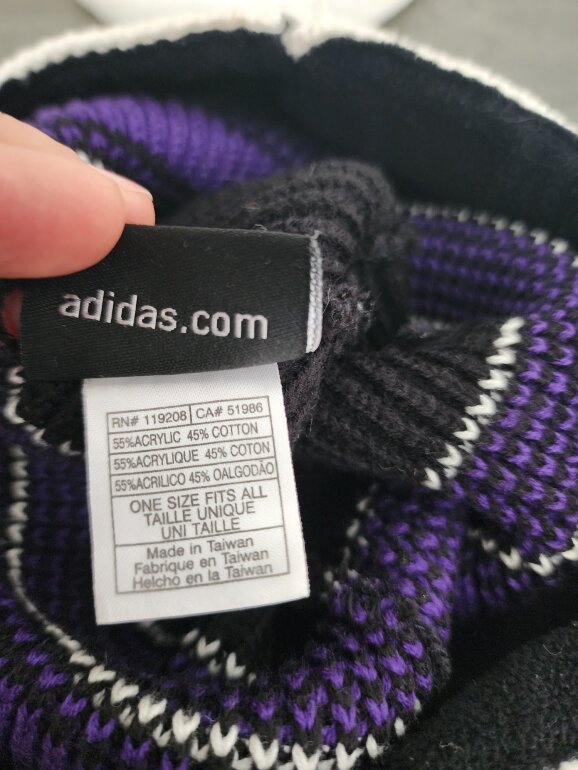 adidas.com
RN# 119208 CA# 51986
55%ACRYLIC 45% COTTON
55%ACRYLIQUE 45% COTON
55%ACRILICO 45% OALGODÃO
ONE SIZE FITS ALL
TAILLE UNIQUE
UNI TAILLE
Made in Taiwan
Fabrique en Taiwan
Helcho en la Taiwan